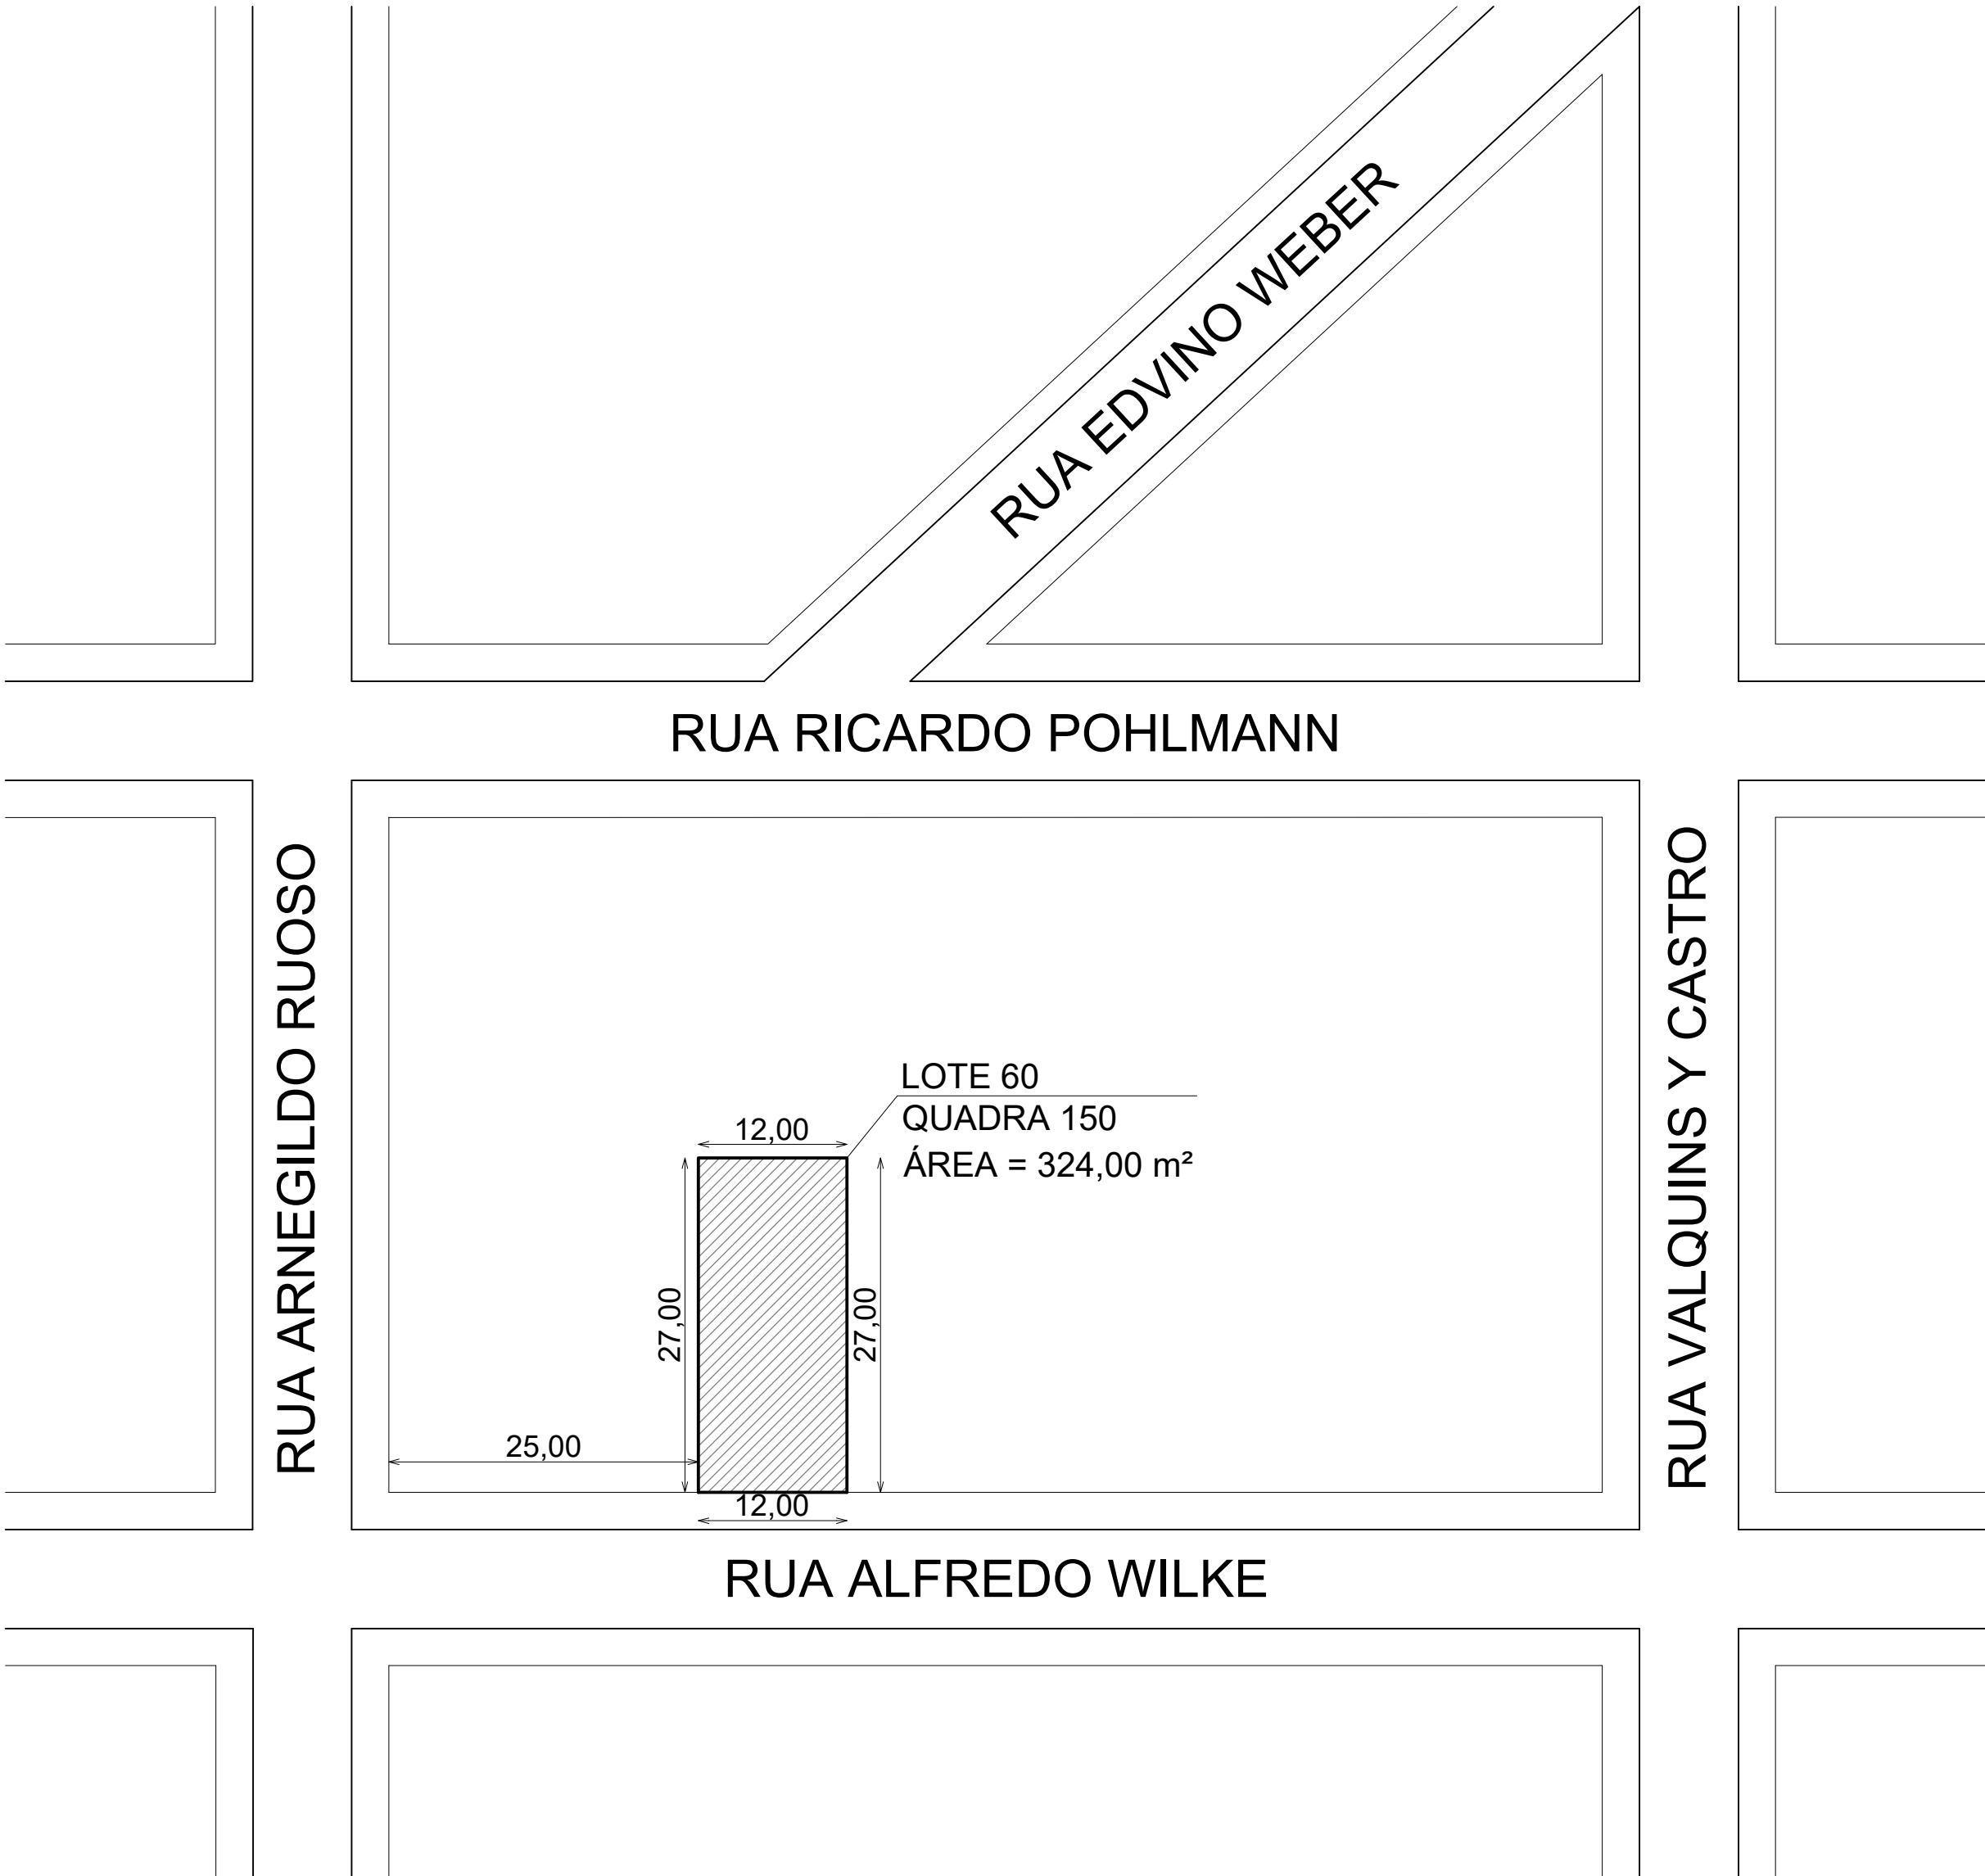 RUA EDVINO WEBER
RUA RICARDO POHLMANN
RUA ARNEGILDO RUOSO
RUA VALQUINS Y CASTRO
LOTE 60
QUADRA 150
ÁREA = 324,00 m²
12,00
27,00
27,00
25,00
12,00
RUA ALFREDO WILKE